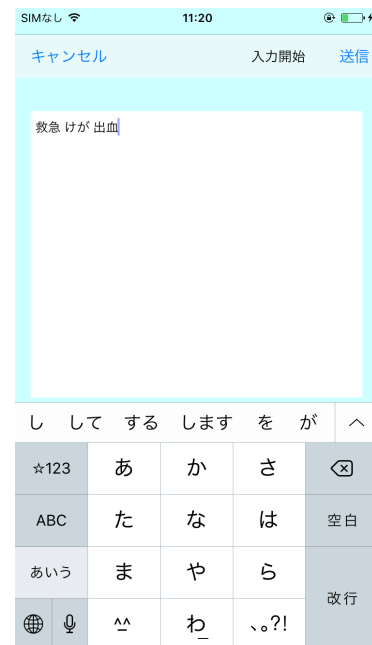 SIMなし 11:20
キャンセル 入力開始 送信
救急 けが 出血
し して する します を が
☆123 あ か さ
ABC た な は 空白
あいう ま や ら
改行
^^ わ 、。?!